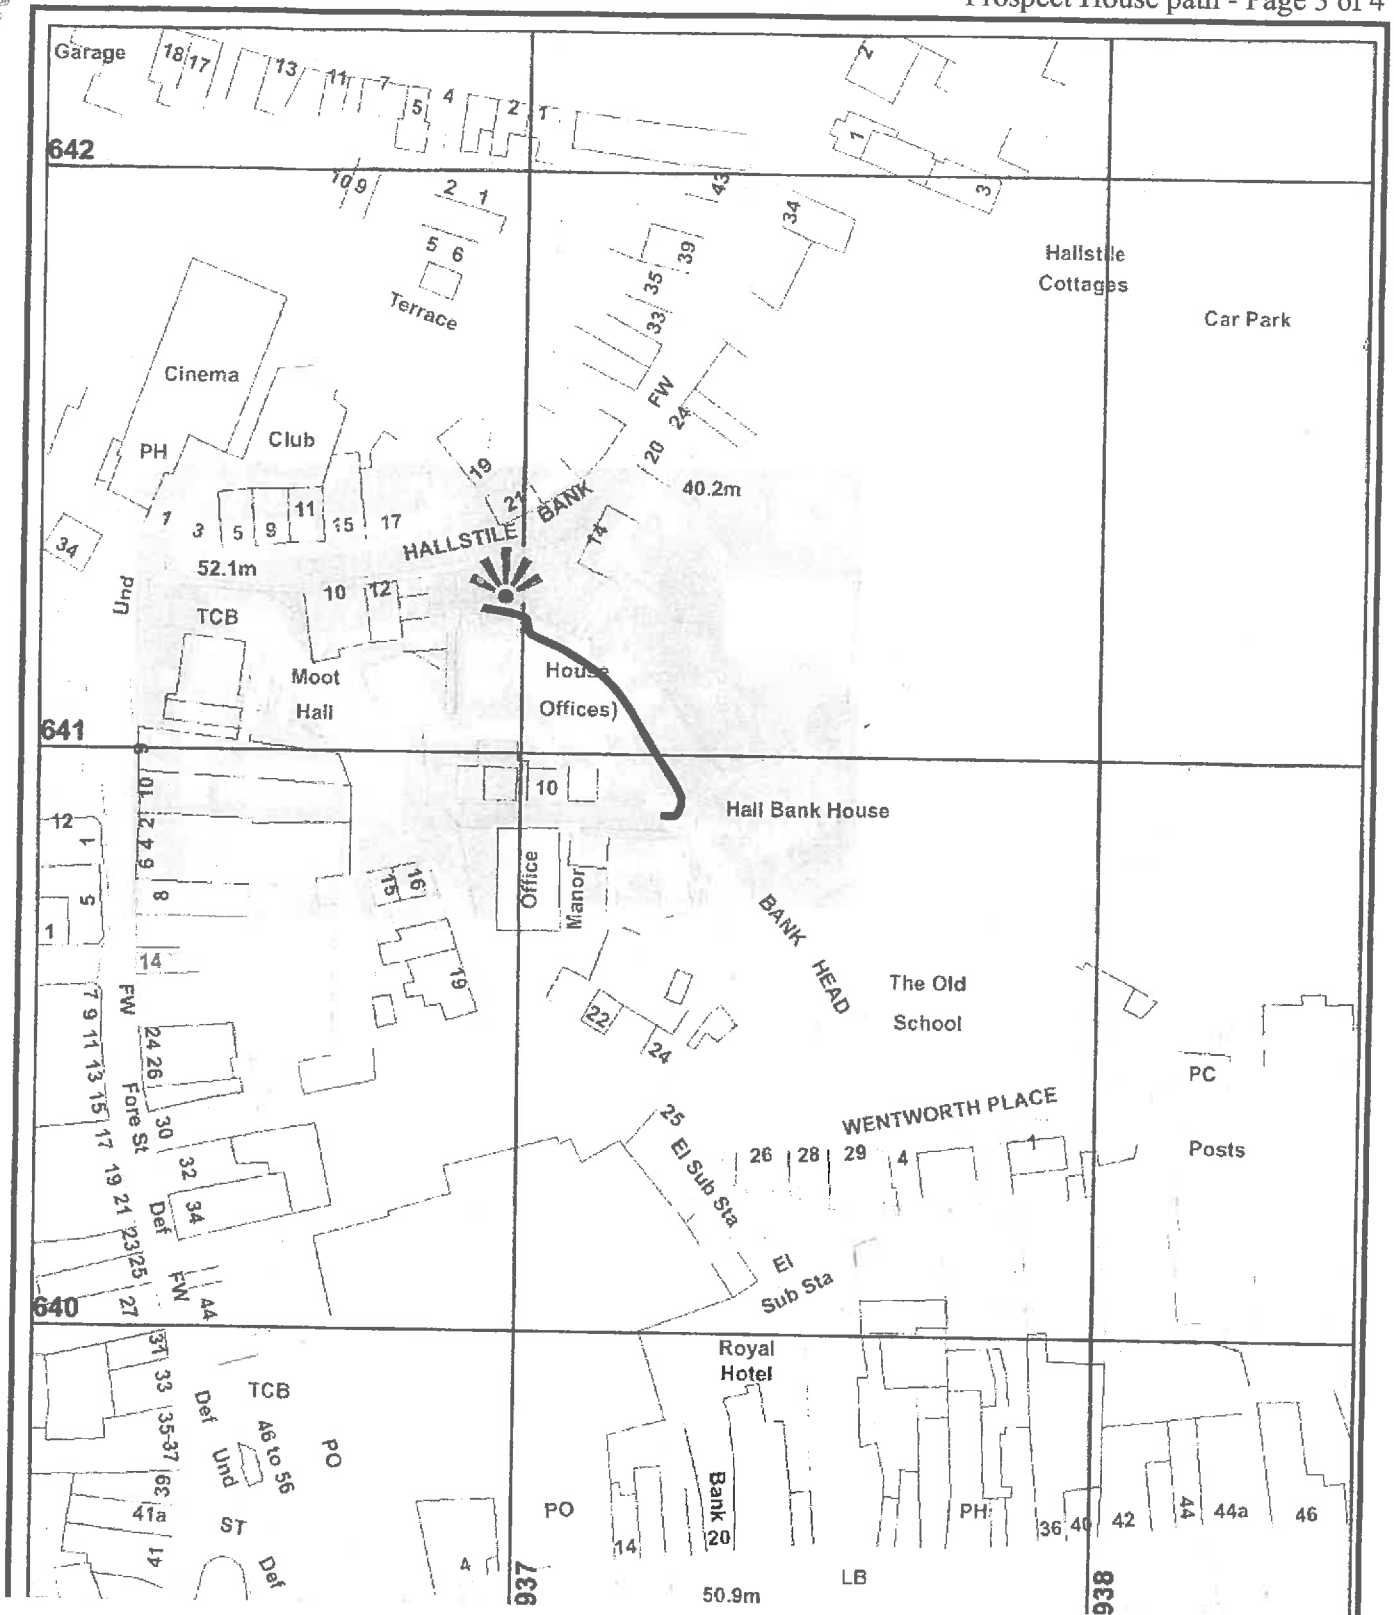 Prospect House path - Page 3 of 4
Garage
18
17
13
11
7
5
4
2
1
2
1
3
642
10
9
2
1
5
6
Terrace
43
34
39
35
33
Hallstile
Cottages
Car Park
Cinema
PH
Club
FW
24
20
40.2m
19
21
HALLSTILE BANK
14
1
3
5
9
11
15
17
34
52.1m
Und
TCB
10
12
Moot
Hall
House
Offices)
641
9
10
2
4
6
12
1
5
1
8
14
10
Hall Bank House
Office
Manor
15
16
19
BANK HEAD
The Old
School
22
24
7
9
11
13
15
17
19
21
23
25
27
FW
24
26
Fore St
30
32
34
Def
FW
44
25
El Sub Sta
26
28
29
4
1
WENTWORTH PLACE
PC
Posts
El
Sub Sta
640
31
33
35-37
39
41a
41
TCB
Def
Und
46 to 56
PO
ST
Def
4
Royal
Hotel
PO
14
Bank
20
PH
36
40
42
44
44a
46
LB
50.9m
937
938